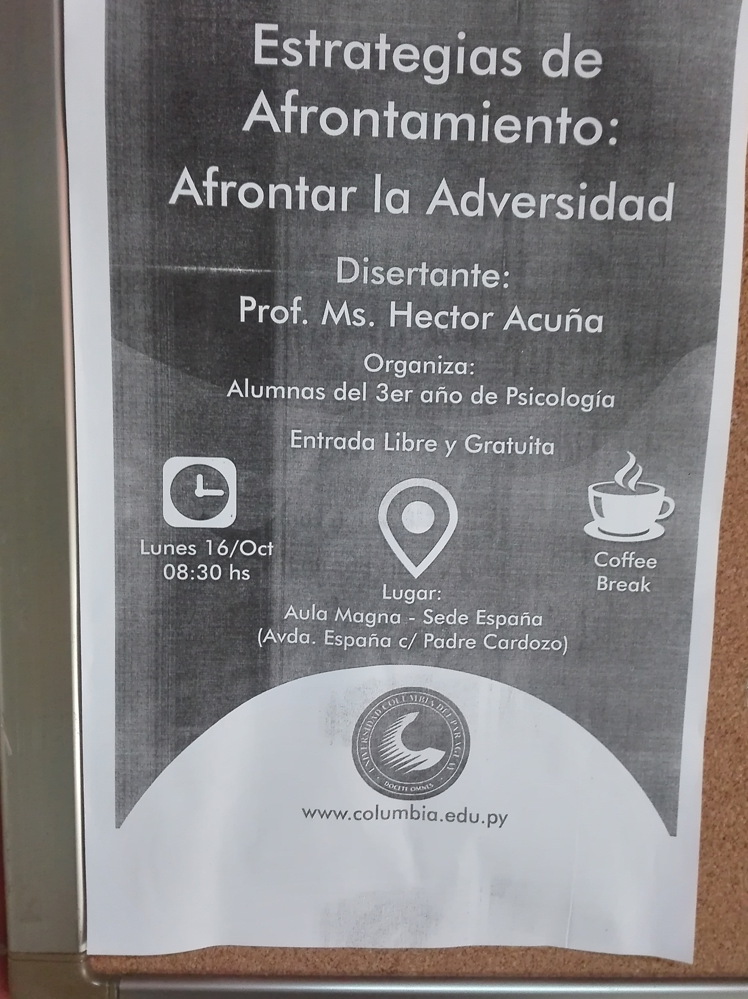 Estrategias de
Afrontamiento:
Afrontar la Adversidad
Disertante:
Prof. Ms. Hector Acuña
Organiza:
Alumnas del 3er año de Psicología
Entrada Libre y Gratuita
Lunes 16/Oct
08:30 hs
Lugar:
Aula Magna - Sede España
(Avda. España c/ Padre Cardozo)
Coffee
Break
UNIVERSIDAD COLUMBIA DEL PARAGUAY
DOCETE OMNES
www.columbia.edu.py